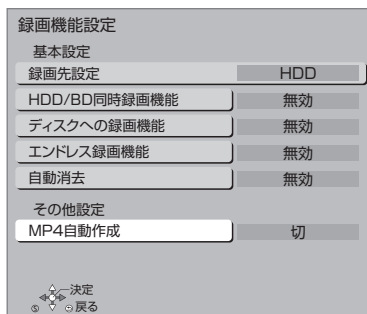 録画機能設定
基本設定
録画先設定 HDD
HDD/BD同時録画機能 無効
ディスクへの録画機能 無効
エンドレス録画機能 無効
自動消去 無効
その他設定
MP4自動作成 切
決定
S 戻る